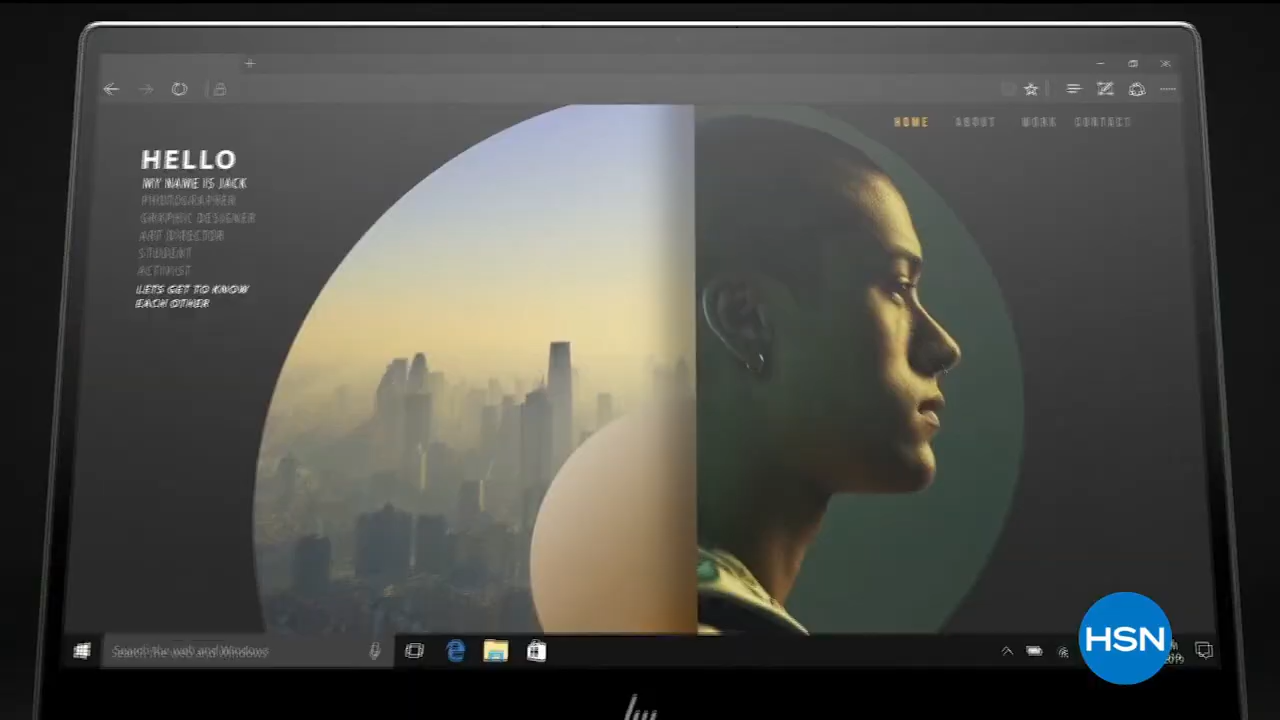 HOME ABOUT WORK CONTACT
HELLO
MY NAME IS JACK
PHOTOGRAPHER
GRAPHIC DESIGNER
ART DIRECTOR
STUDENT
ACTIVIST
LETS GET TO KNOW
EACH OTHER
Search the web and Windows
HSN
hp